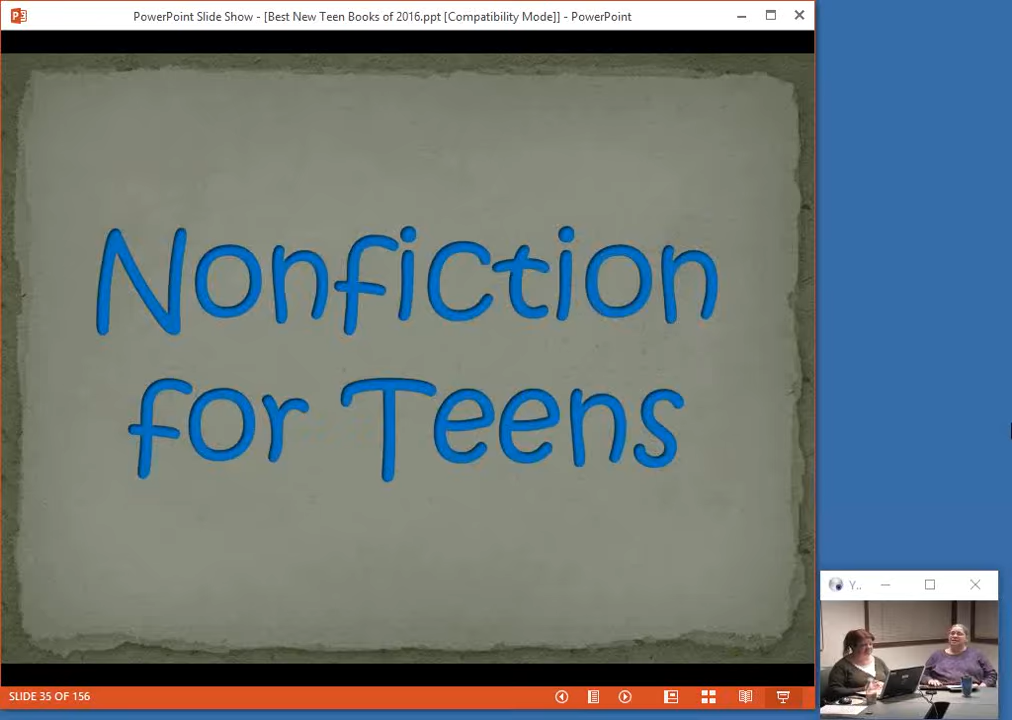 PowerPoint Slide Show - [Best New Teen Books of 2016.ppt [Compatibility Mode]] - PowerPoint
Nonfiction
for Teens
Y..
SLIDE 35 OF 156